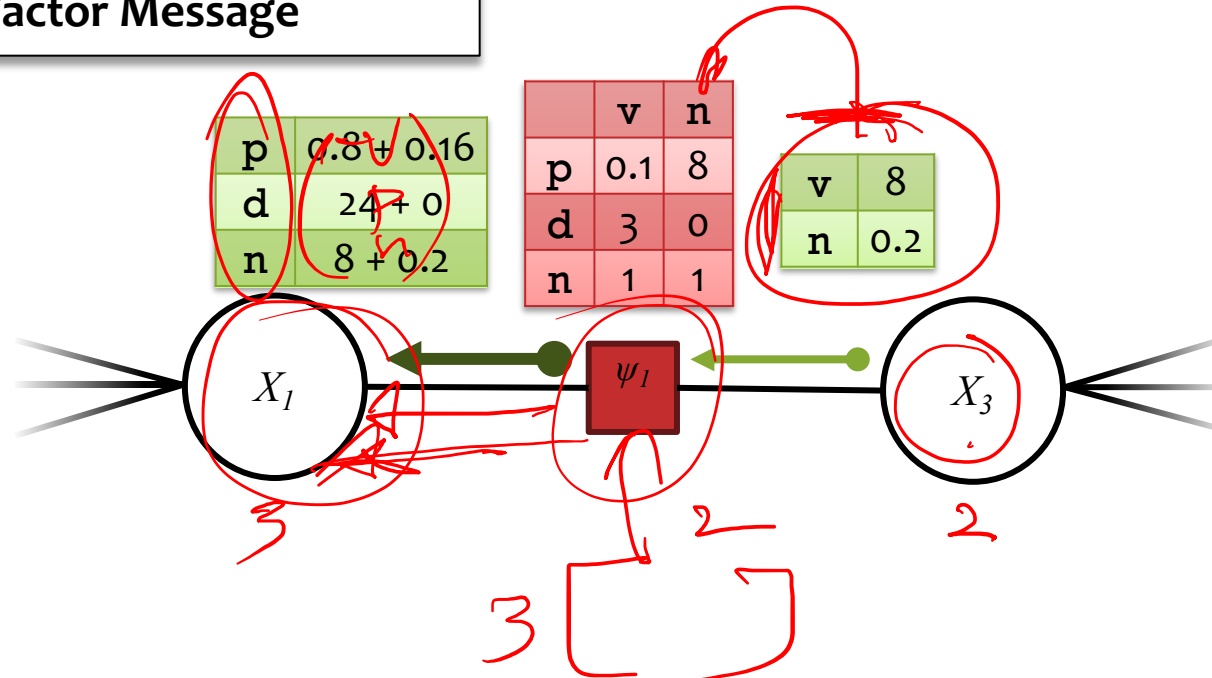 actor Message
p 0.8 + 0.16
d 24 + 0
n 8 + 0.2
v n
p 0.1 8
d 3 0
n 1 1
v 8
n 0.2
X1
ψ1
X3
3
2
2
3